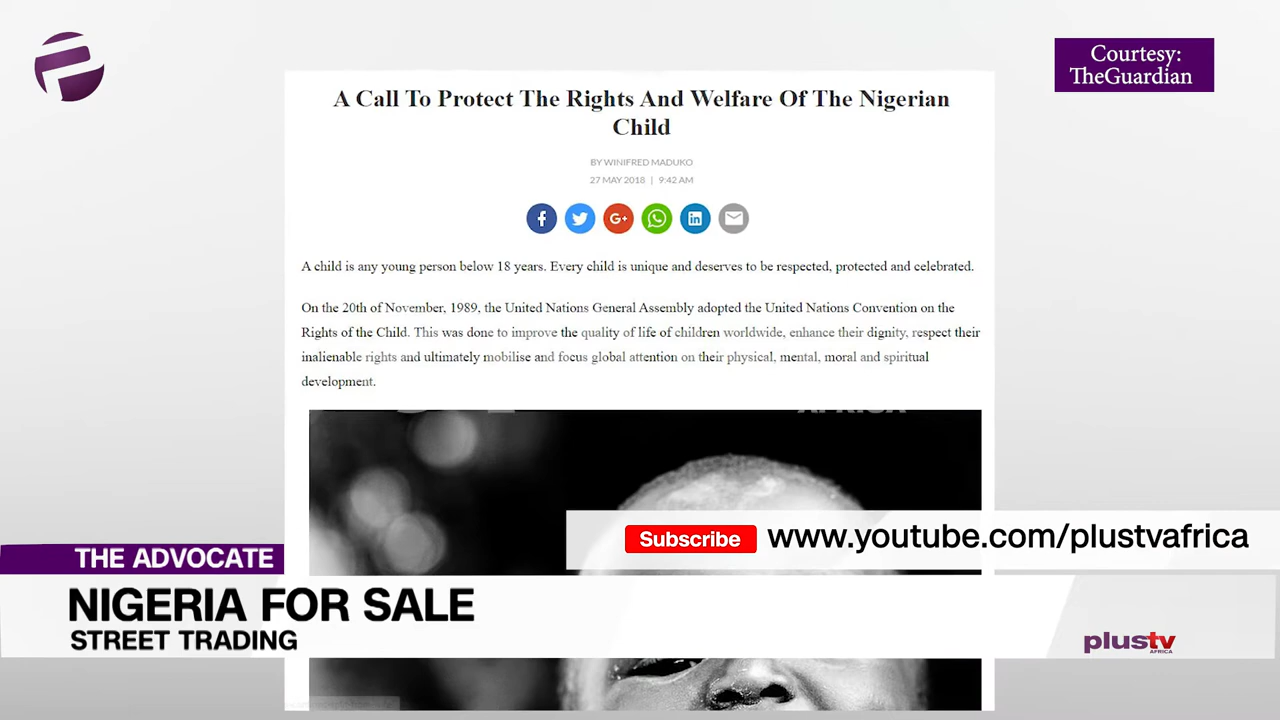 Courtesy:
TheGuardian
A Call To Protect The Rights And Welfare Of The Nigerian
Child
BY WINIFRED MADUKO
27 MAY 2018 | 9:42 AM
A child is any young person below 18 years. Every child is unique and deserves to be respected, protected and celebrated.
On the 20th of November, 1989, the United Nations General Assembly adopted the United Nations Convention on the
Rights of the Child. This was done to improve the quality of life of children worldwide, enhance their dignity, respect their
inalienable rights and ultimately mobilise and focus global attention on their physical, mental, moral and spiritual
development.
Subscribe www.youtube.com/plustvafrica
THE ADVOCATE
NIGERIA FOR SALE
STREET TRADING
plustv
AFRICA